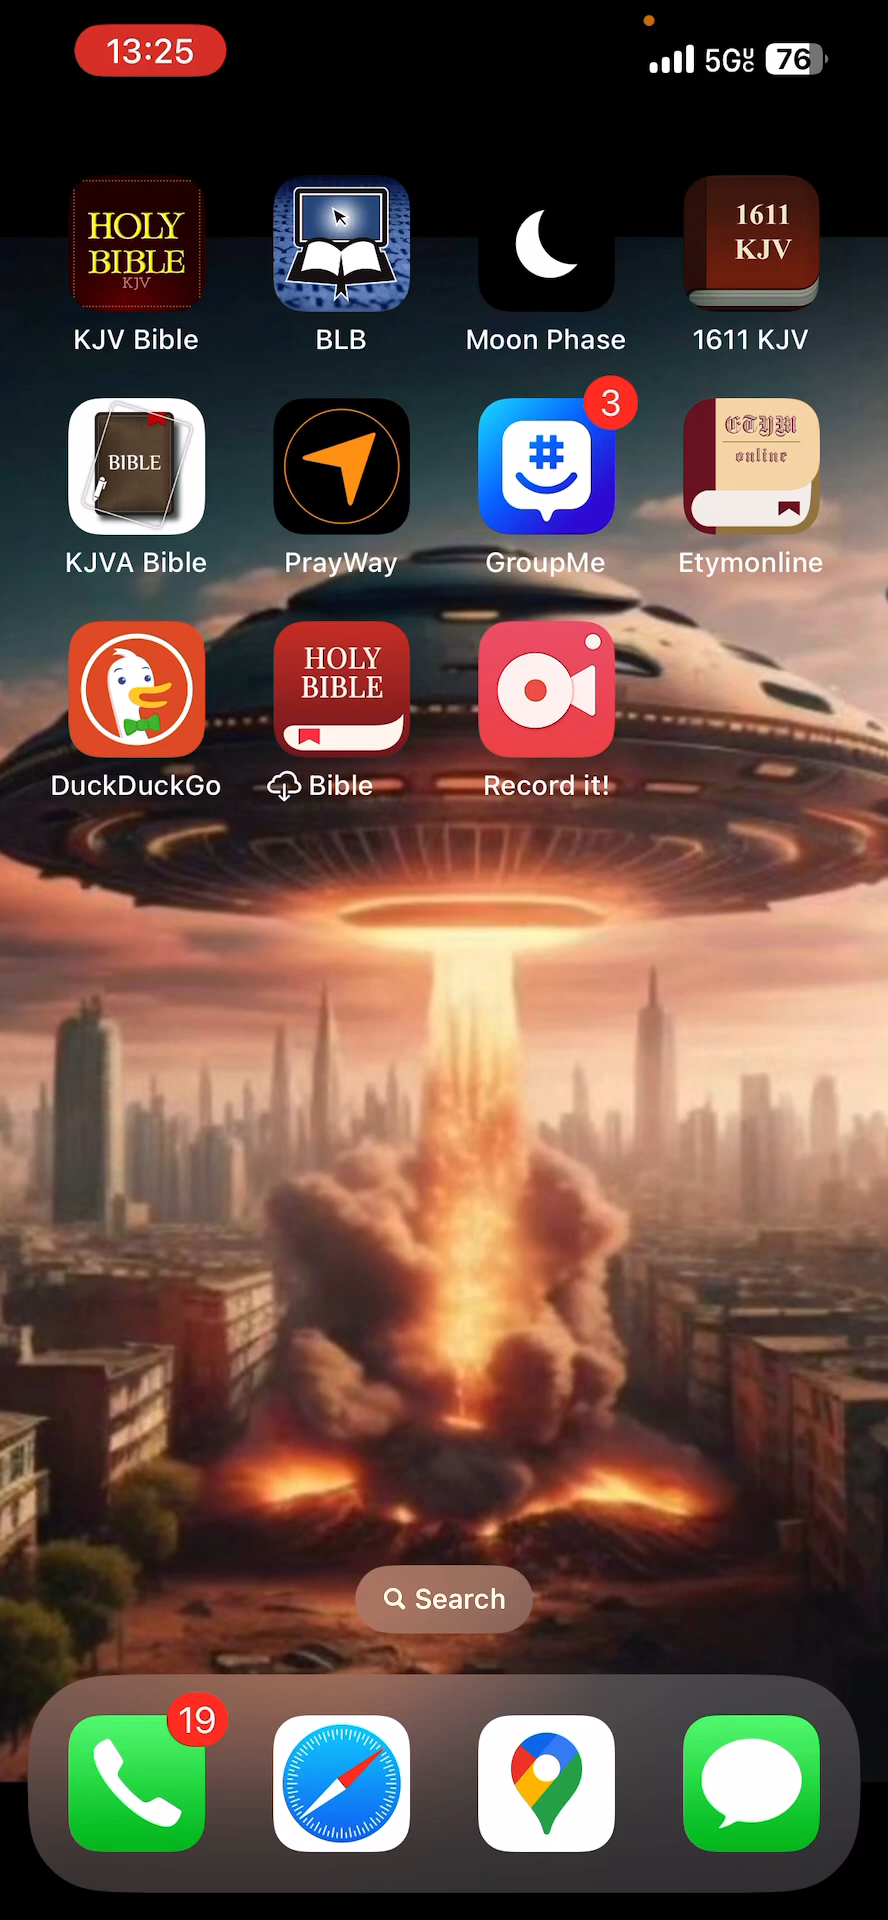 13:25
5GUC 76
HOLY BIBLE KJV
1611 KJV
KJV Bible
BLB
Moon Phase
1611 KJV
BIBLE
#
3
ETYM online
KJVA Bible
PrayWay
GroupMe
Etymonline
HOLY BIBLE
DuckDuckGo
Bible
Record it!
Search
19